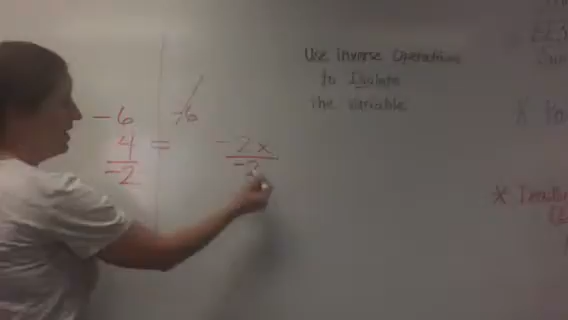 Use Inverse Operations
to Isolate
the variable
-6 -6
4 = -2x
-2 -2